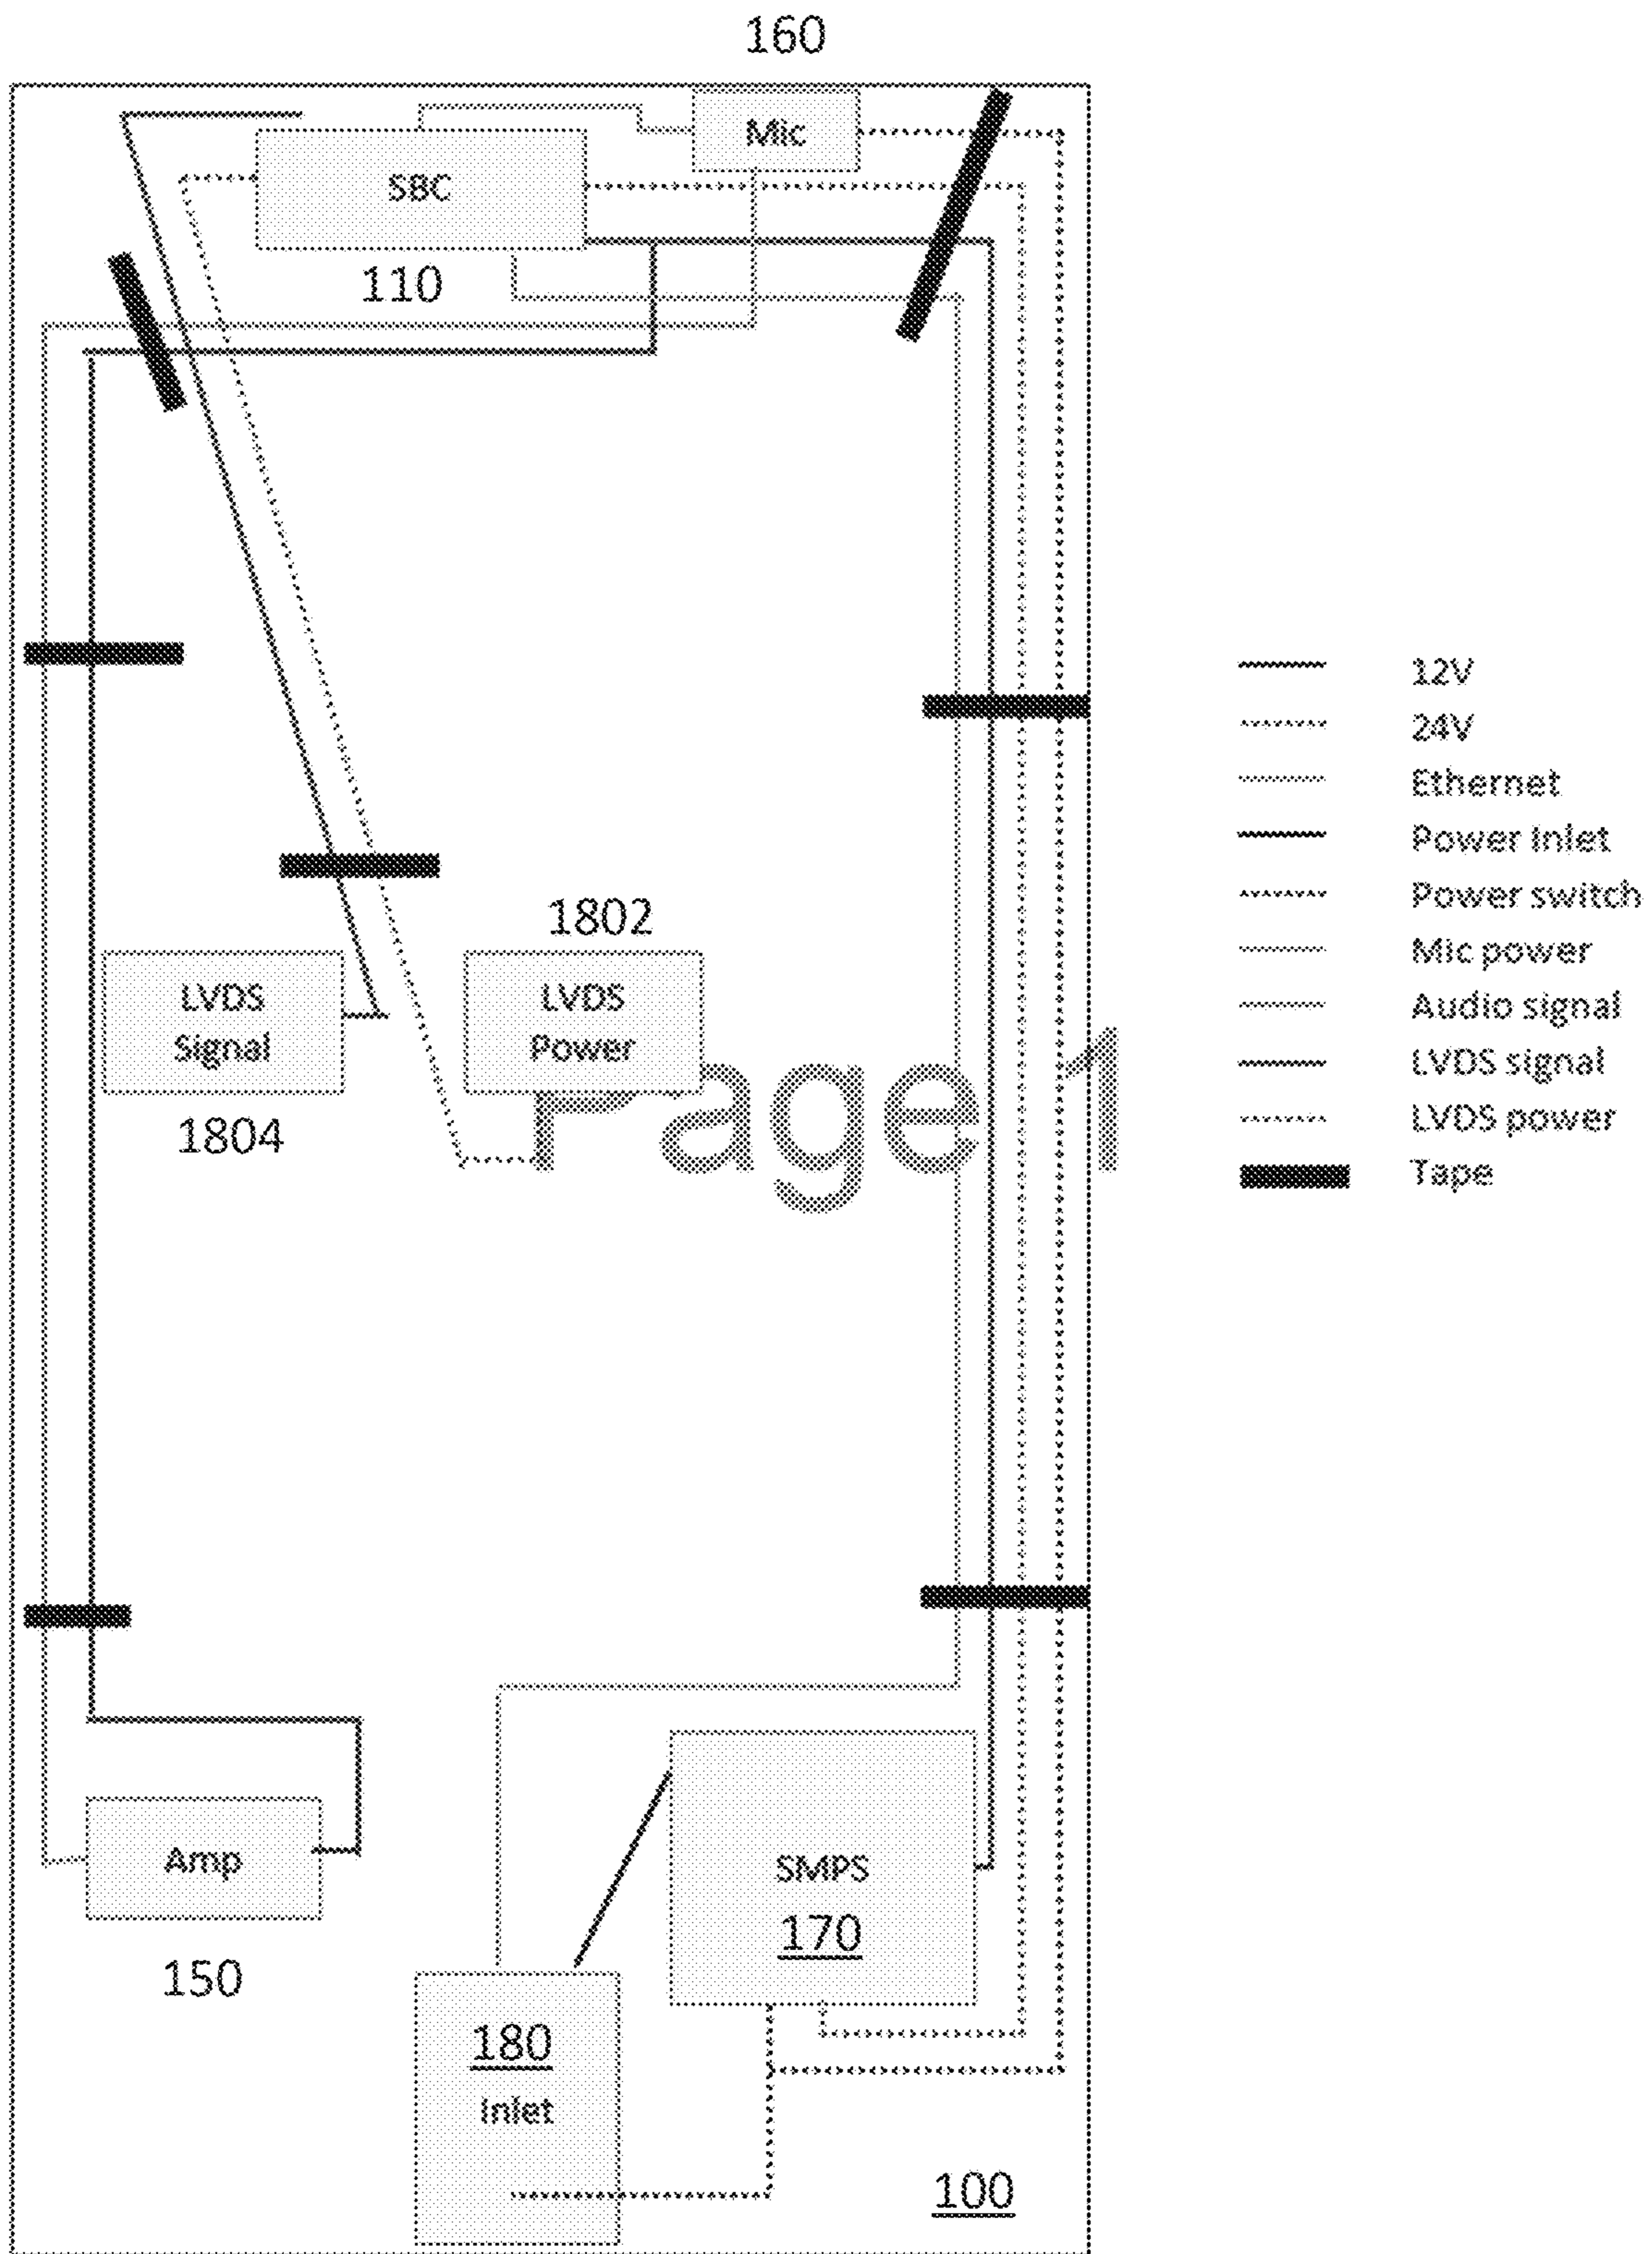 160
Mic
SBC
110
1802
LVDS
Signal
LVDS
Power
1804
Page 1
12V
24V
Ethernet
Power Inlet
Power switch
Mic power
Audio signal
LVDS signal
LVDS power
Tape
Amp
150
SMPS
170
180
Inlet
100